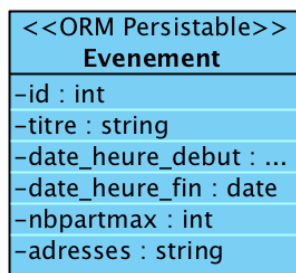 <<ORM Persistable>>
Evenement
-id : int
-titre : string
-date_heure_debut : ...
-date_heure_fin : date
-nbpartmax : int
-adresses : string